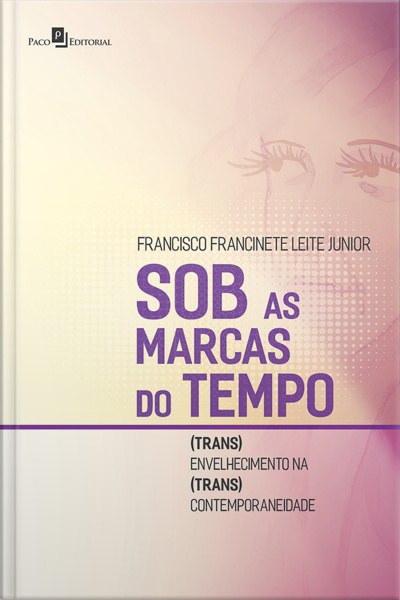 PACO P EDITORIAL
FRANCISCO FRANCINETE LEITE JUNIOR
SOB AS
MARCAS
DO TEMPO
(TRANS)
ENVELHECIMENTO NA
(TRANS)
CONTEMPORANEIDADE